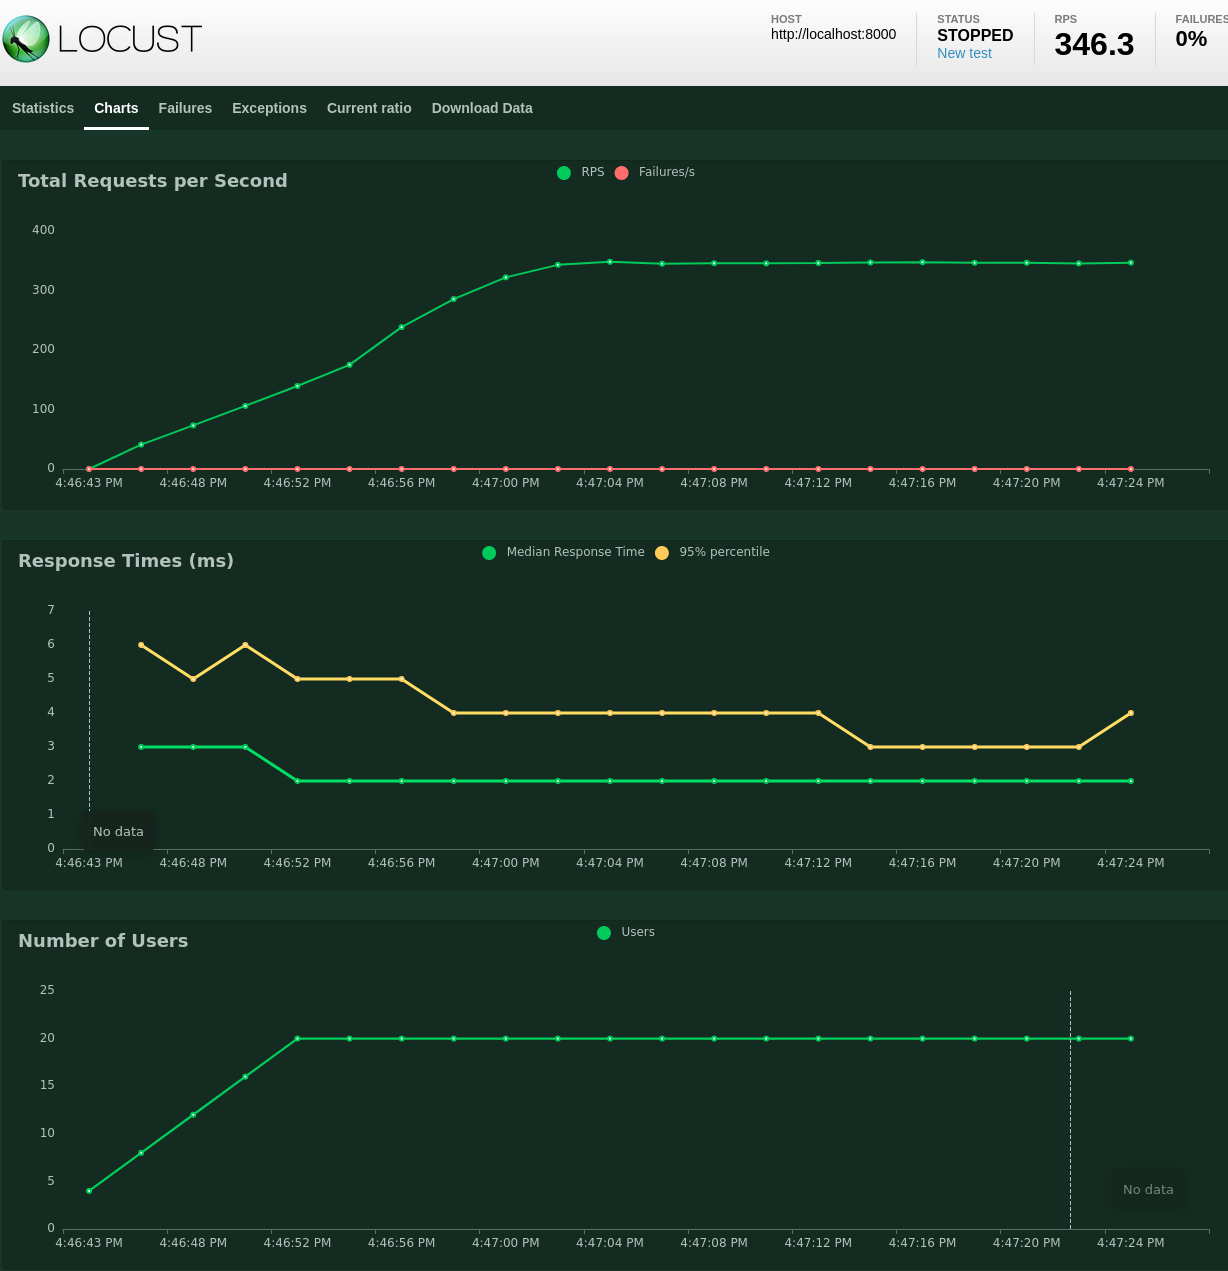 LOCUST
HOST
http://localhost:8000
STATUS
STOPPED
New test
RPS
346.3
FAILURES
0%
Statistics Charts Failures Exceptions Current ratio Download Data
Total Requests per Second
RPS Failures/s
400
300
200
100
0
4:46:43 PM 4:46:48 PM 4:46:52 PM 4:46:56 PM 4:47:00 PM 4:47:04 PM 4:47:08 PM 4:47:12 PM 4:47:16 PM 4:47:20 PM 4:47:24 PM
Response Times (ms)
Median Response Time 95% percentile
7
6
5
4
3
2
1
No data
0
4:46:43 PM 4:46:48 PM 4:46:52 PM 4:46:56 PM 4:47:00 PM 4:47:04 PM 4:47:08 PM 4:47:12 PM 4:47:16 PM 4:47:20 PM 4:47:24 PM
Number of Users
Users
25
20
15
10
5
No data
0
4:46:43 PM 4:46:48 PM 4:46:52 PM 4:46:56 PM 4:47:00 PM 4:47:04 PM 4:47:08 PM 4:47:12 PM 4:47:16 PM 4:47:20 PM 4:47:24 PM